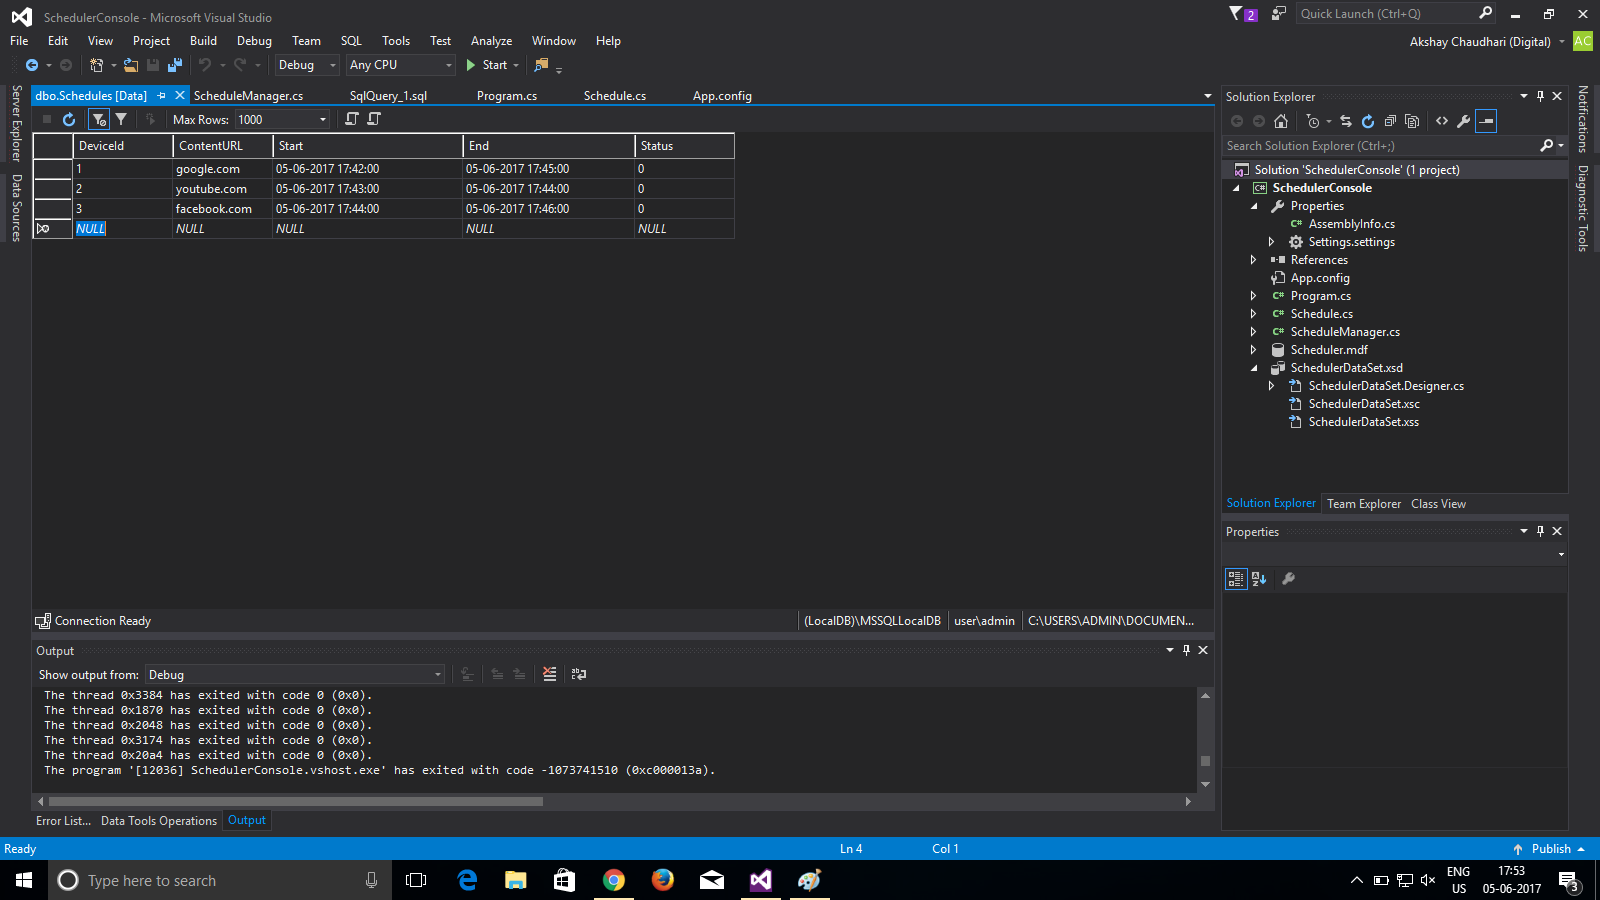 SchedulerConsole - Microsoft Visual Studio
2
Quick Launch (Ctrl+Q)
File Edit View Project Build Debug Team SQL Tools Test Analyze Window Help
Akshay Chaudhari (Digital) AC
Debug Any CPU Start
Server Explorer
Data Sources
dbo.Schedules [Data] ScheduleManager.cs SqlQuery_1.sql Program.cs Schedule.cs App.config
Max Rows: 1000
DeviceId ContentURL Start End Status
1 google.com 05-06-2017 17:42:00 05-06-2017 17:45:00 0
2 youtube.com 05-06-2017 17:43:00 05-06-2017 17:44:00 0
3 facebook.com 05-06-2017 17:44:00 05-06-2017 17:46:00 0
NULL NULL NULL NULL NULL
Connection Ready (LocalDB)\MSSQLLocalDB user\admin C:\USERS\ADMIN\DOCUMEN...
Output
Show output from: Debug
The thread 0x3384 has exited with code 0 (0x0).
The thread 0x1870 has exited with code 0 (0x0).
The thread 0x2048 has exited with code 0 (0x0).
The thread 0x3174 has exited with code 0 (0x0).
The thread 0x20a4 has exited with code 0 (0x0).
The program '[12036] SchedulerConsole.vshost.exe' has exited with code -1073741510 (0xc000013a).
Error List... Data Tools Operations Output
Solution Explorer
Search Solution Explorer (Ctrl+;)
Solution 'SchedulerConsole' (1 project)
C# SchedulerConsole
Properties
C# AssemblyInfo.cs
Settings.settings
References
App.config
C# Program.cs
C# Schedule.cs
C# ScheduleManager.cs
Scheduler.mdf
SchedulerDataSet.xsd
SchedulerDataSet.Designer.cs
SchedulerDataSet.xsc
SchedulerDataSet.xss
Solution Explorer Team Explorer Class View
Properties
Notifications
Diagnostic Tools
Ready Ln 4 Col 1 Publish
Type here to search
ENG
US
17:53
05-06-2017
3